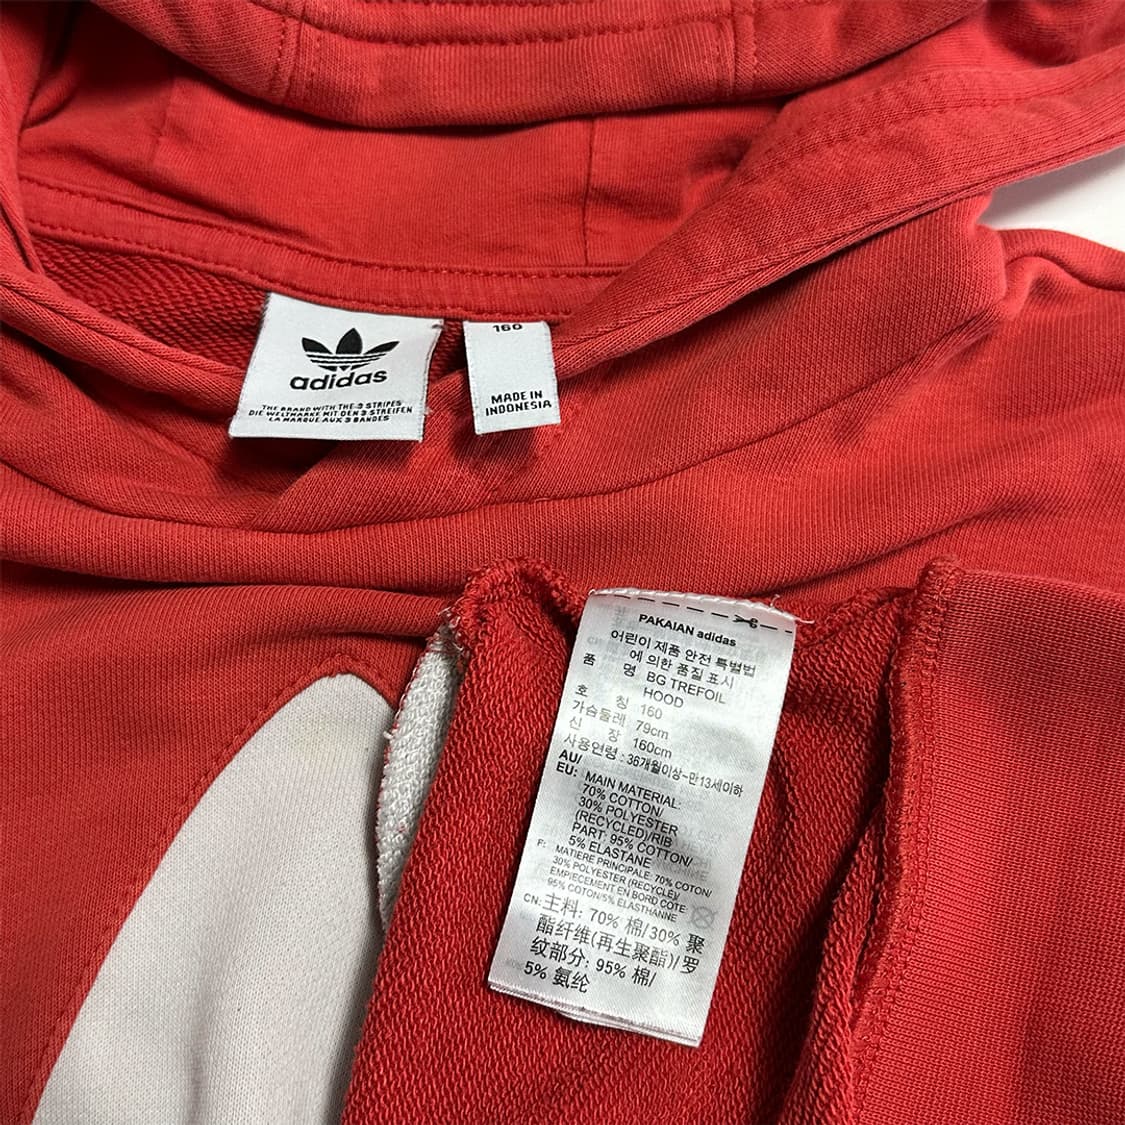 adidas
THE BRAND WITH THE 3 STRIPES
DIE WELTMARKE MIT DEN 3 STREIFEN
LA MARQUE AUX 3 BANDES
160
MADE IN
INDONESIA
PAKAIAN adidas
어린이 제품 안전 특별법
에 의한 품질 표시
품 명 BG TREFOIL
HOOD
호 칭 160
가슴둘레 79cm
신 장 160cm
사용연령 : 36개월이상~만13세이하
AU/
EU: MAIN MATERIAL:
70% COTTON/
30% POLYESTER
(RECYCLED)/RIB
PART: 95% COTTON/
5% ELASTANE
F: MATIERE PRINCIPALE: 70% COTON/
30% POLYESTER (RECYCLE)/
EMPIECEMENT EN BORD COTE:
95% COTON/5% ELASTHANNE
CN: 主料: 70% 棉/30% 聚
酯纤维(再生聚酯)/罗
纹部分: 95% 棉/
5% 氨纶